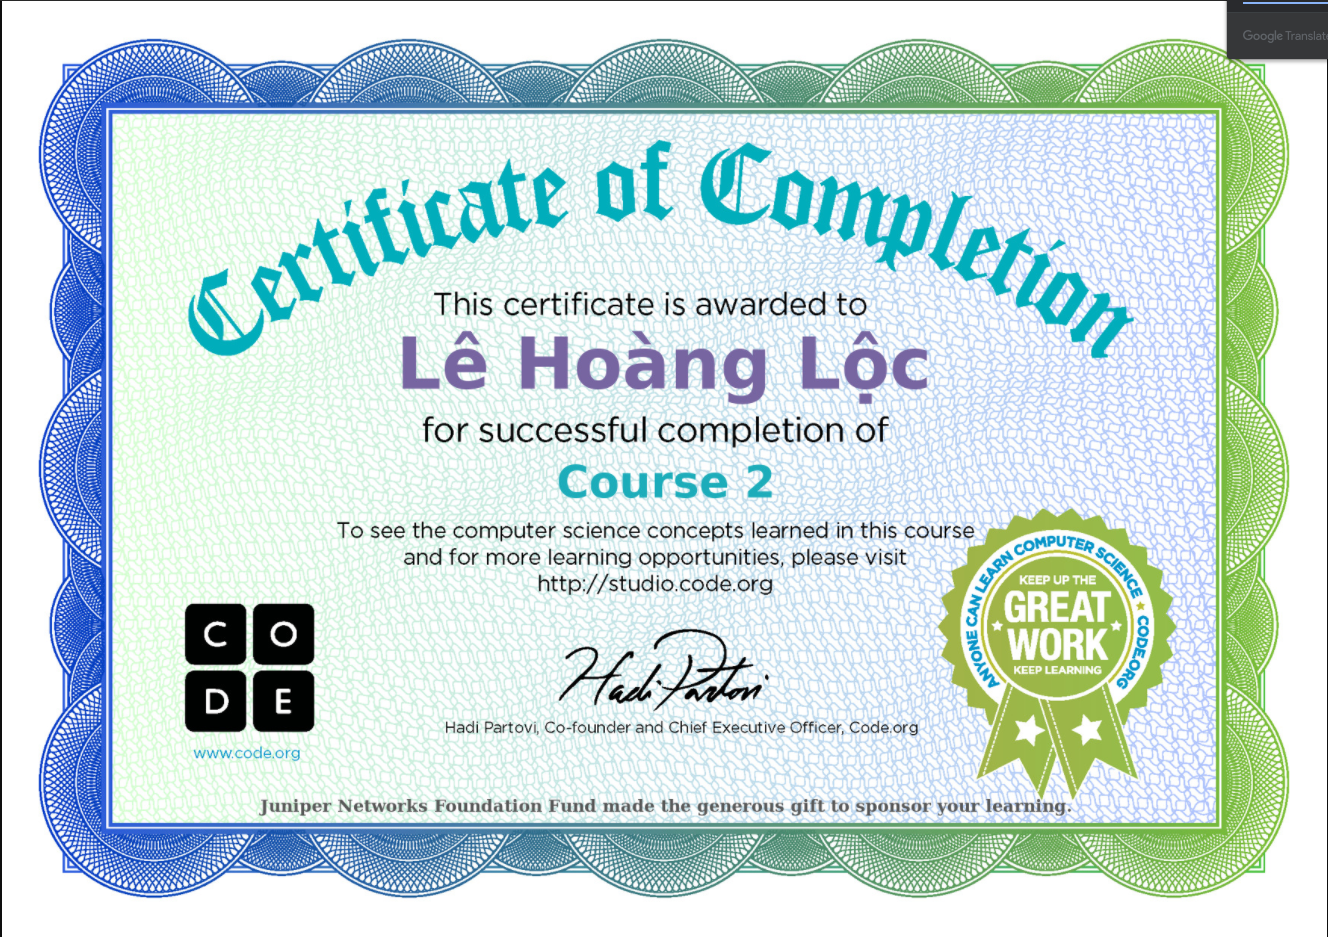 Google Translate
Certificate of Completion
This certificate is awarded to
Lê Hoàng Lộc
for successful completion of
Course 2
To see the computer science concepts learned in this course
and for more learning opportunities, please visit
http://studio.code.org
C O
D E
www.code.org
Hadi Partovi
Hadi Partovi, Co-founder and Chief Executive Officer, Code.org
ANYONE CAN LEARN COMPUTER SCIENCE ★ CODE.ORG
KEEP UP THE
GREAT
WORK
KEEP LEARNING
Juniper Networks Foundation Fund made the generous gift to sponsor your learning.